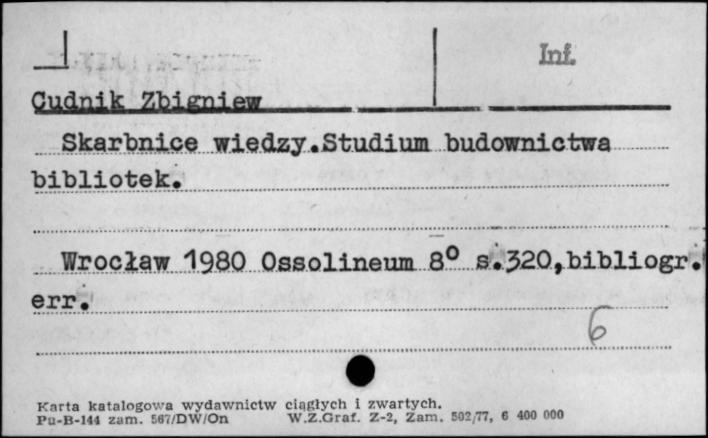 Inf.
Cudnik Zbigniew
Skarbnice wiedzy.Studium budownictwa
bibliotek.
Wrocław 1980 Ossolineum 8° s.320,bibliogr.
err.
6
Karta katalogowa wydawnictw ciągłych i zwartych.
Pu-B-144 zam. 567/DW/On W.Z.Graf. Z-2, Zam. 502/77, 6 400 000